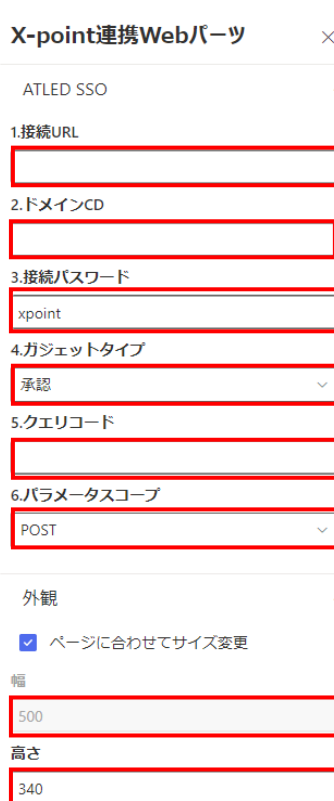 X-point連携Webパーツ
ATLED SSO
1.接続URL
2.ドメインCD
3.接続パスワード
xpoint
4.ガジェットタイプ
承認
5.クエリコード
6.パラメータスコープ
POST
外観
ページに合わせてサイズ変更
幅
500
高さ
340